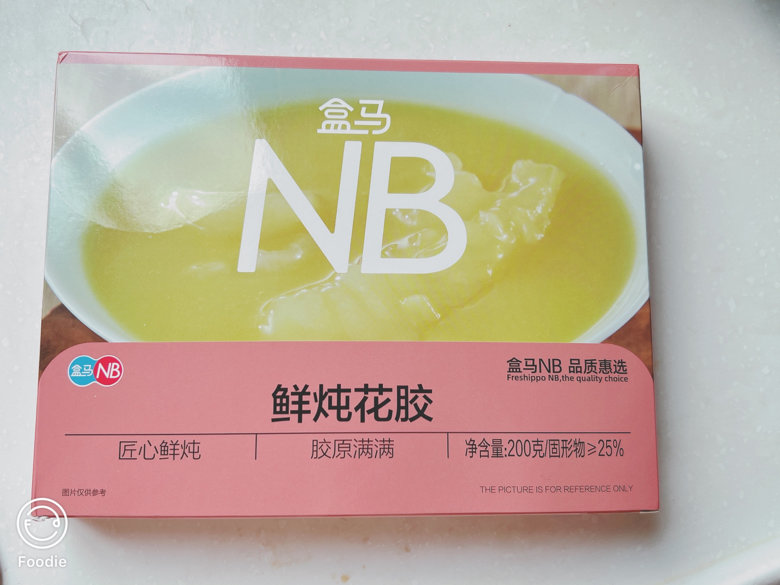 盒马
NB
盒马NB
盒马NB 品质惠选
Freshippo NB,the quality choice
鲜炖花胶
匠心鲜炖
胶原满满
净含量:200克/固形物≥25%
图片仅供参考
THE PICTURE IS FOR REFERENCE ONLY
Foodie